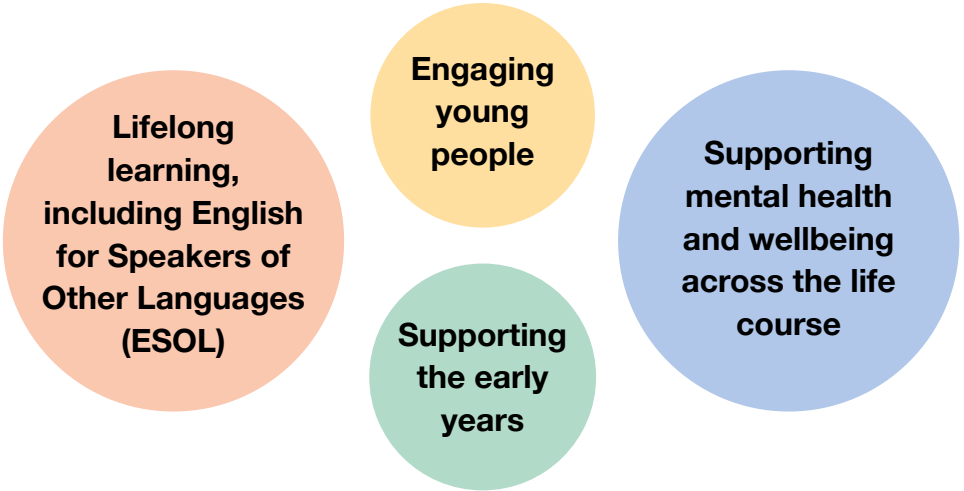 Lifelong
learning,
including English
for Speakers of
Other Languages
(ESOL)
Engaging
young
people
Supporting
the early
years
Supporting
mental health
and wellbeing
across the life
course